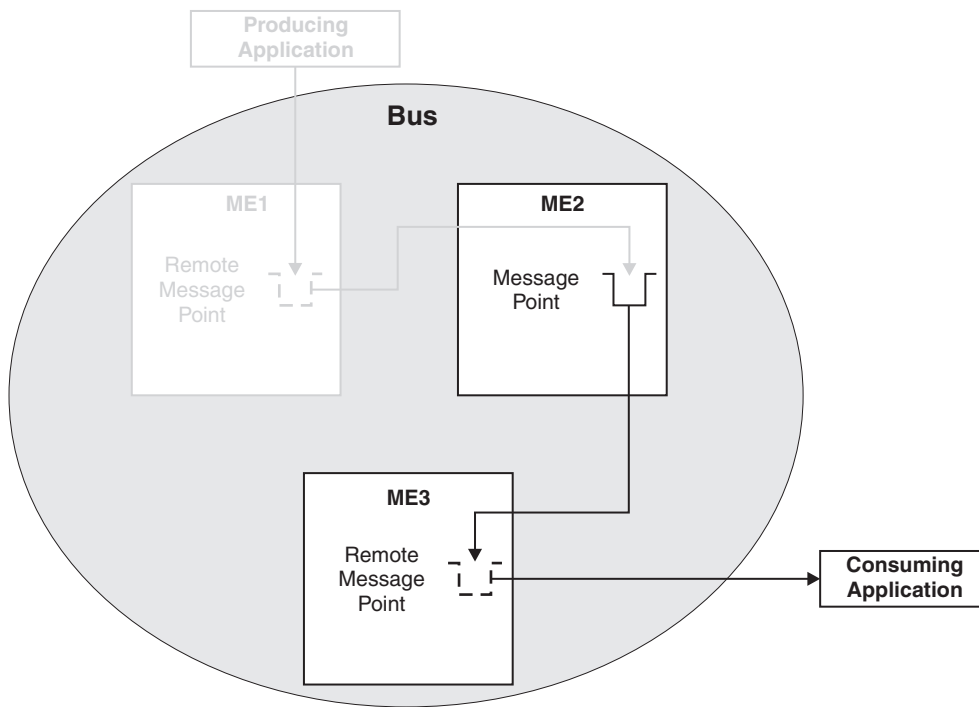 Producing
Application
Bus
ME1
Remote
Message
Point
ME2
Message
Point
ME3
Remote
Message
Point
Consuming
Application